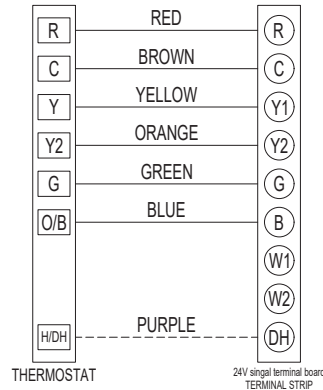 R RED R
C BROWN C
Y YELLOW Y1
Y2 ORANGE Y2
G GREEN G
O/B BLUE B
W1
W2
H/DH PURPLE DH
THERMOSTAT
24V singal terminal board
TERMINAL STRIP